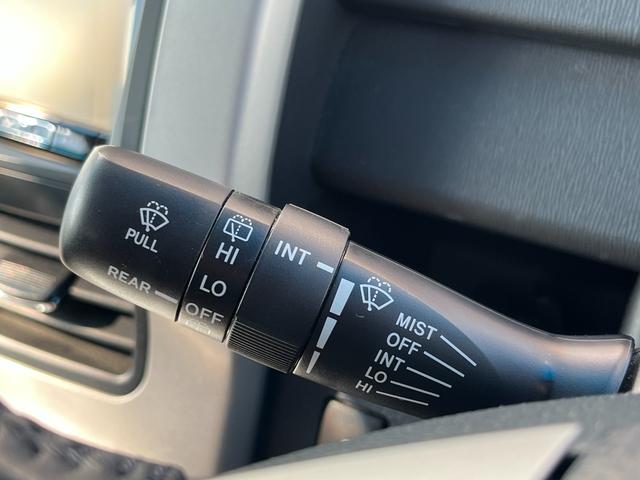 PULL
REAR
HI
LO
OFF
INT
MIST
OFF
INT
LO
HI